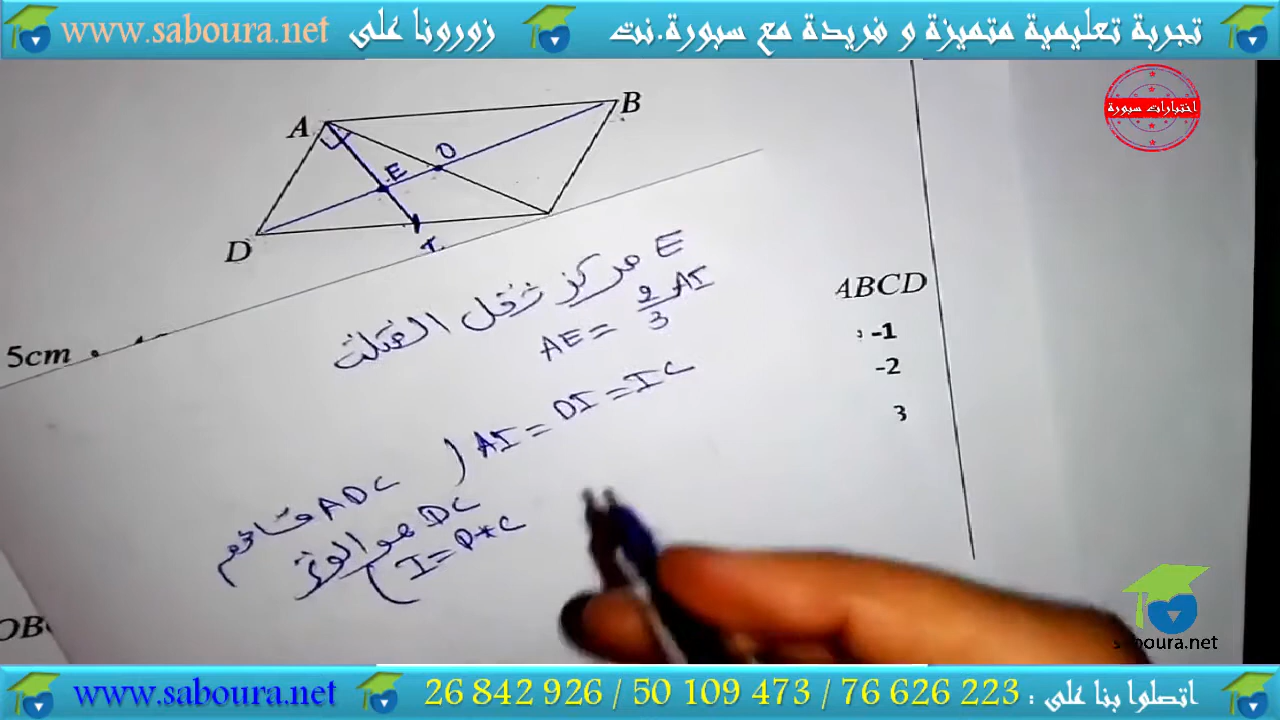 تجربة تعليمية متميزة و فريدة مع سبورة.نت زورونا على www.saboura.net
اختبارات سبورة
A
B
O
E
D
I
E مركز ثقل المثلث
AE = 2/3 AI
5cm
ABCD
-1
-2
3
AI = DI = IC
ADC قائم
DC هو الوتر
I = D*C
saboura.net
اتصلوا بنا على : 26 842 926 / 50 109 473 / 76 626 223 www.saboura.net